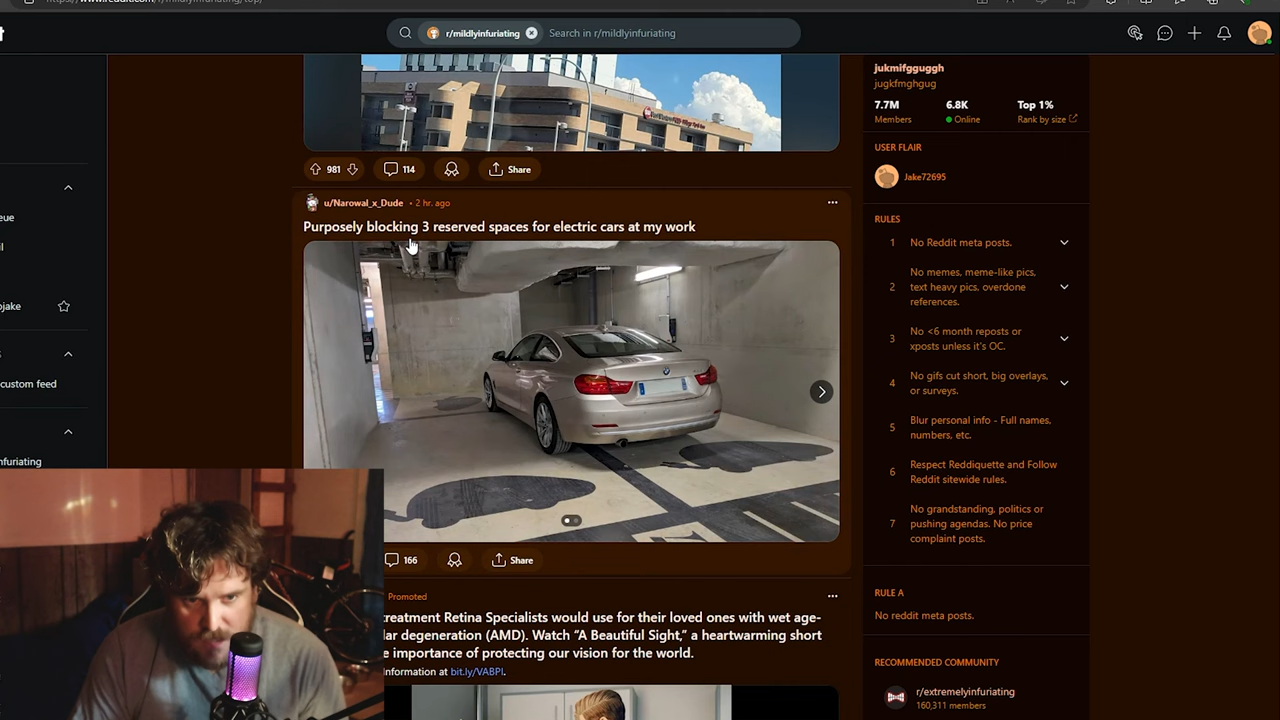 r/mildlyinfuriating
Search in r/mildlyinfuriating
981
114
Share
u/Narowal_x_Dude • 2 hr. ago
Purposely blocking 3 reserved spaces for electric cars at my work
166
Share
Promoted
treatment Retina Specialists would use for their loved ones with wet age-
lar degeneration (AMD). Watch “A Beautiful Sight,” a heartwarming short
e importance of protecting our vision for the world.
nformation at bit.ly/VABPI.
jukmifgguggh
jugkfmghgug
7.7M
6.8K
Top 1%
Members
Online
Rank by size
USER FLAIR
Jake72695
RULES
1
No Reddit meta posts.
2
No memes, meme-like pics,
text heavy pics, overdone
references.
3
No <6 month reposts or
xposts unless it's OC.
4
No gifs cut short, big overlays,
or surveys.
5
Blur personal info - Full names,
numbers, etc.
6
Respect Reddiquette and Follow
Reddit sitewide rules.
7
No grandstanding, politics or
pushing agendas. No price
complaint posts.
RULE A
No reddit meta posts.
RECOMMENDED COMMUNITY
r/extremelyinfuriating
160,311 members
eue
il
ojake
s
custom feed
nfuriating